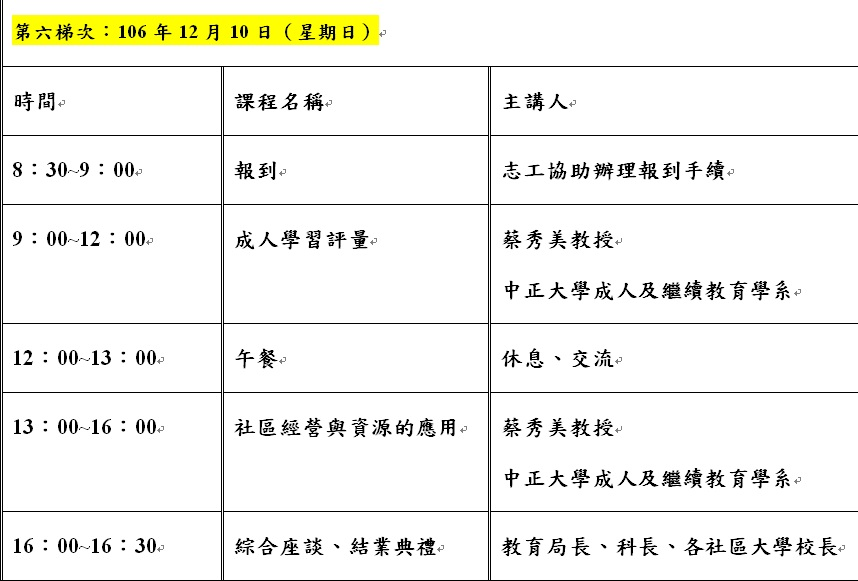 第六梯次：106 年 12 月 10 日（星期日）
時間 課程名稱 主講人
8：30~9：00 報到 志工協助辦理報到手續
9：00~12：00 成人學習評量 蔡秀美教授
中正大學成人及繼續教育學系
12：00~13：00 午餐 休息、交流
13：00~16：00 社區經營與資源的應用 蔡秀美教授
中正大學成人及繼續教育學系
16：00~16：30 綜合座談、結業典禮 教育局長、科長、各社區大學校長